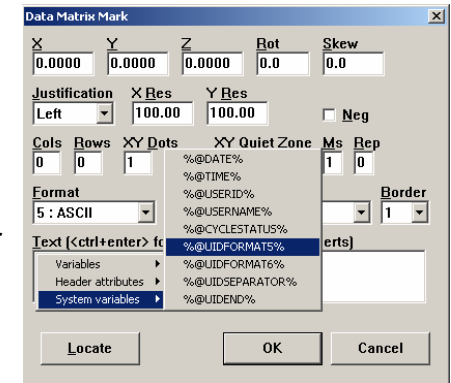 Data Matrix Mark
X Y Z Rot Skew
0.0000 0.0000 0.0000 0.0 0.0
Justification X Res Y Res
Left 100.00 100.00 Neg
Cols Rows XY Dots XY Quiet Zone Ms Rep
0 0 1 1 0
%@DATE%
%@TIME%
%@USERID%
%@USERNAME%
%@CYCLESTATUS%
%@UIDFORMAT5%
%@UIDFORMAT6%
%@UIDSEPARATOR%
%@UIDEND%
Format Border
5 : ASCII 1
Text (<ctrl+enter> fo erts)
Variables
Header attributes
System variables
Locate OK Cancel